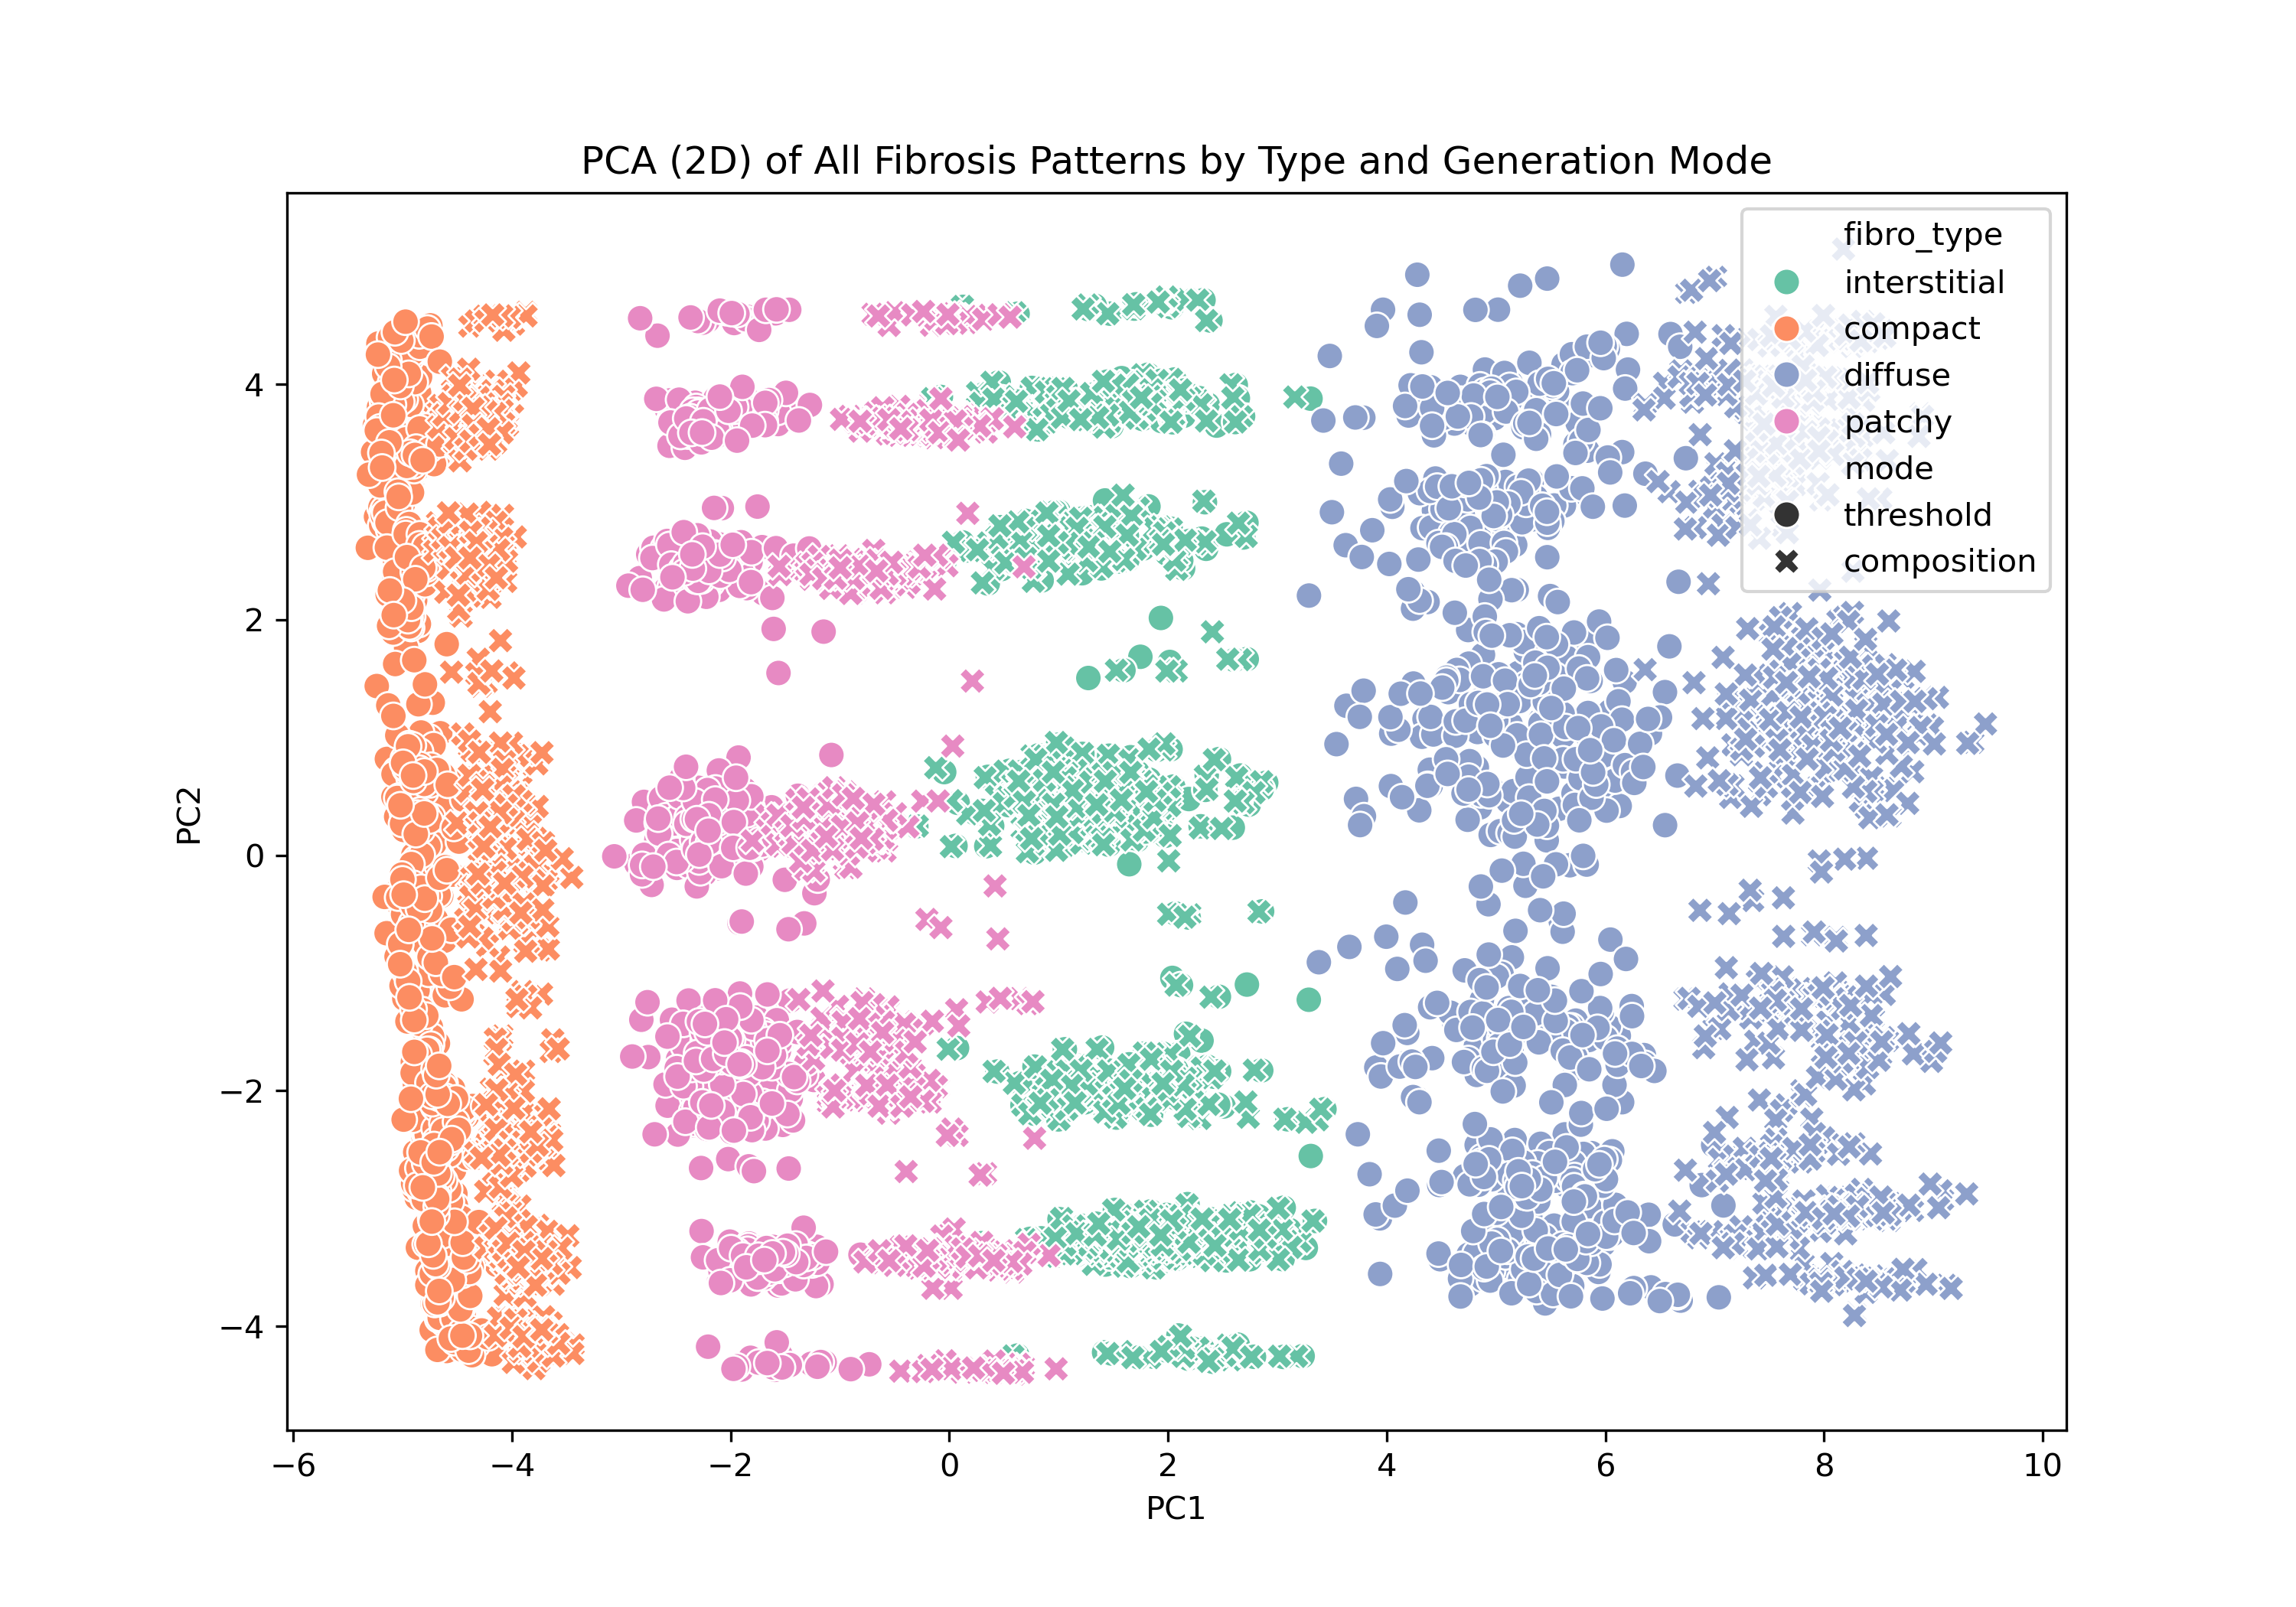 PCA (2D) of All Fibrosis Patterns by Type and Generation Mode
fibro_type
interstitial
compact
diffuse
patchy
mode
threshold
composition
4
2
0
−2
−4
PC2
−6
−4
−2
0
2
4
6
8
10
PC1